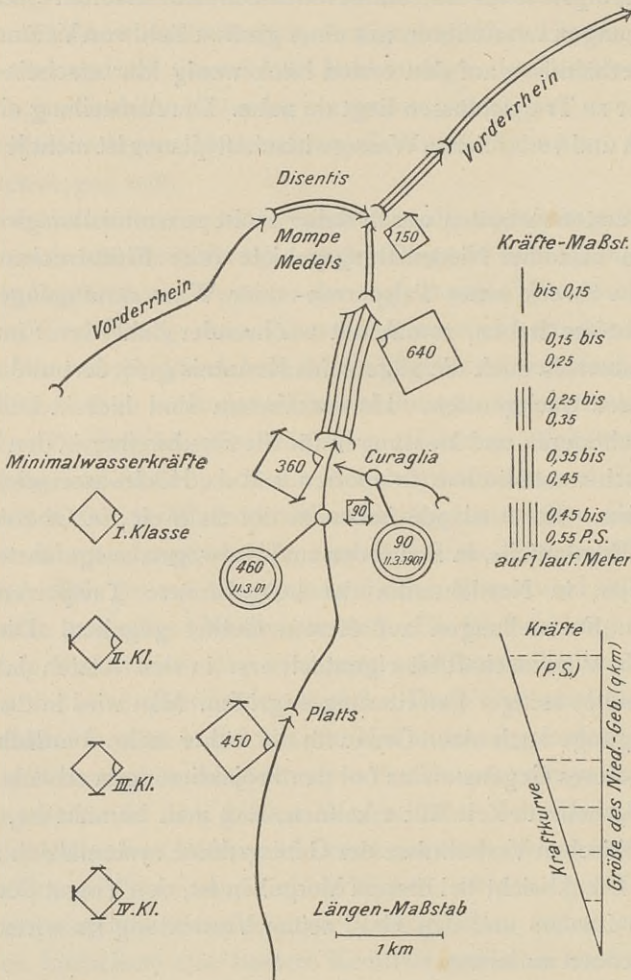 Vorderrhein
Disentis
150
Mompe
Medels
Vorderrhein
640
360
Curaglia
90
460
11.3.01
90
11.3.1901
Platts
450
Kräfte-Maßst.
bis 0,15
0,15 bis
0,25
0,25 bis
0,35
0,35 bis
0,45
0,45 bis
0,55 P.S.
auf 1 lauf. Meter
Minimalwasserkräfte
I. Klasse
II. Kl.
III. Kl.
IV. Kl.
Kräfte
(P.S.)
Kraftkurve
Größe des Nied.-Geb. (qkm)
Längen-Maßstab
1 km